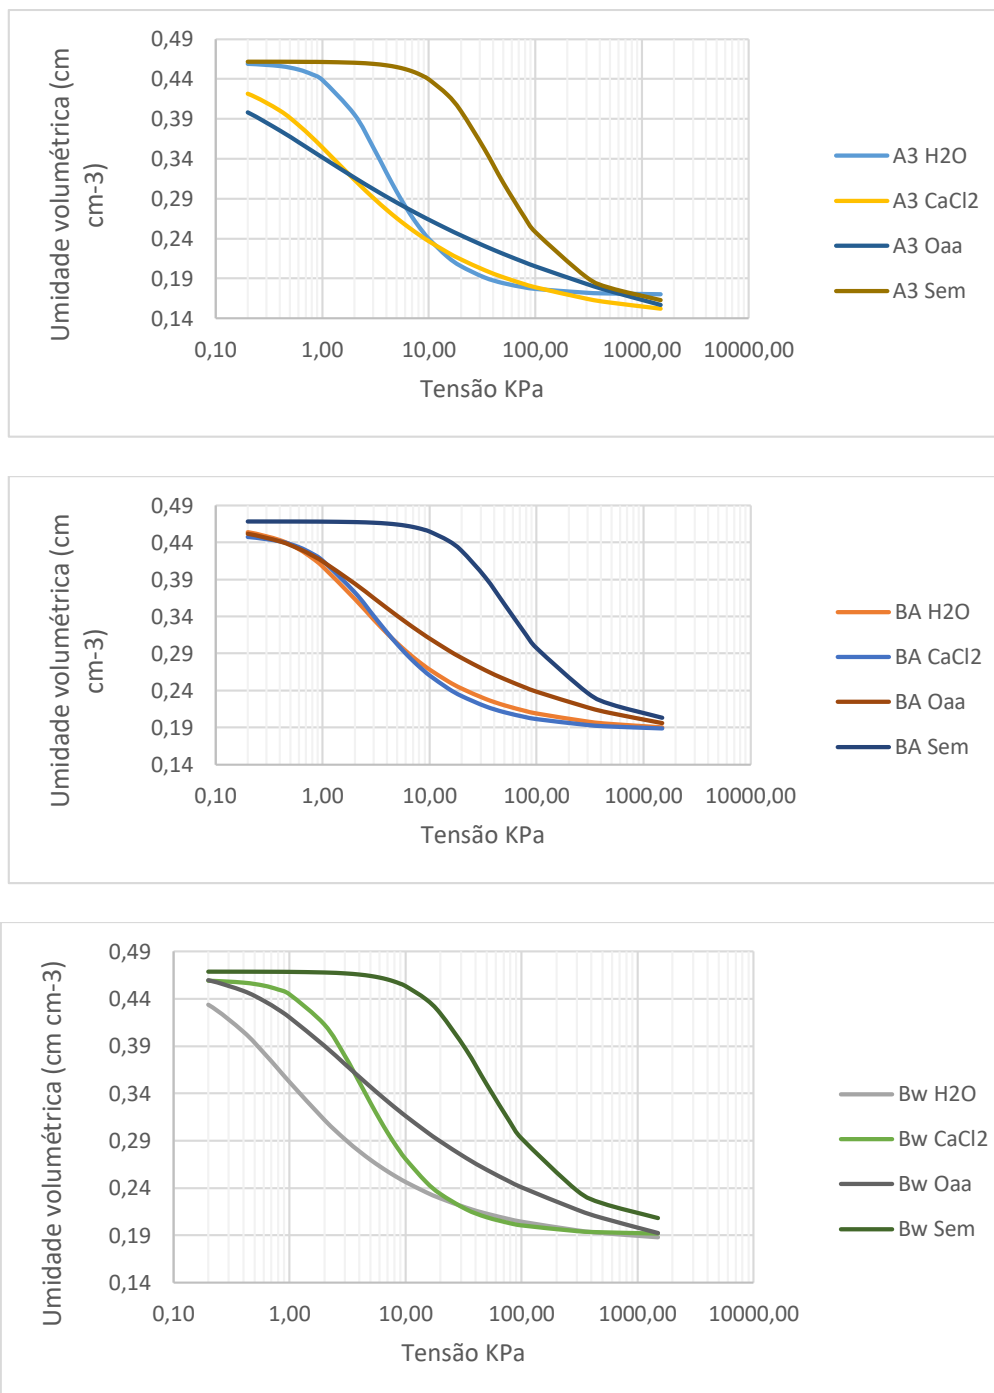 Umidade volumétrica (cm
cm-3)
0,49
0,44
0,39
0,34
0,29
0,24
0,19
0,14
0,10 1,00 10,00 100,00 1000,00 10000,00
Tensão KPa
A3 H2O
A3 CaCl2
A3 Oaa
A3 Sem
Umidade volumétrica (cm
cm-3)
0,49
0,44
0,39
0,34
0,29
0,24
0,19
0,14
0,10 1,00 10,00 100,00 1000,00 10000,00
Tensão KPa
BA H2O
BA CaCl2
BA Oaa
BA Sem
Umidade volumétrica (cm cm-3)
0,49
0,44
0,39
0,34
0,29
0,24
0,19
0,14
0,10 1,00 10,00 100,00 1000,00 10000,00
Tensão KPa
Bw H2O
Bw CaCl2
Bw Oaa
Bw Sem